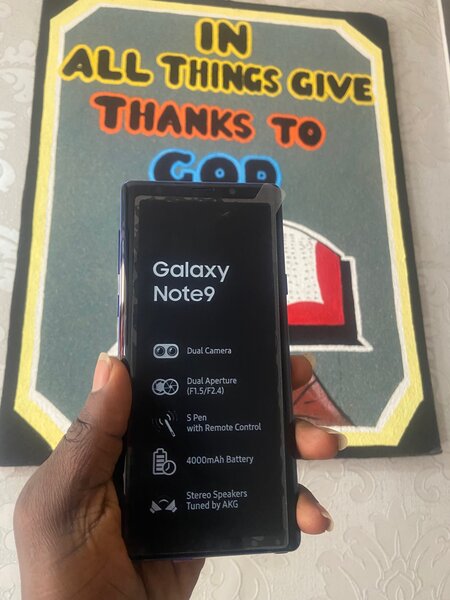 IN
ALL THINGS GIVE
THANKS TO
GOD
Galaxy
Note9
Dual Camera
Dual Aperture
(F1.5/F2.4)
S Pen
with Remote Control
4000mAh Battery
Stereo Speakers
Tuned by AKG